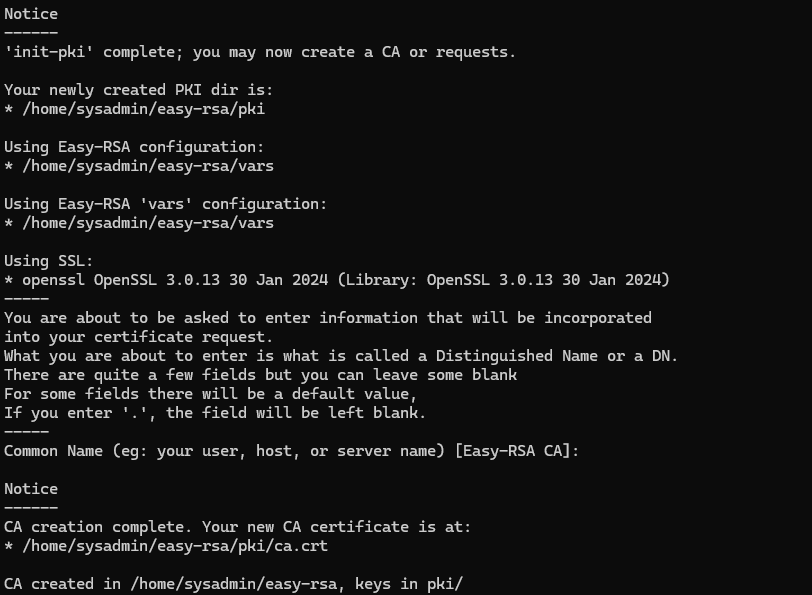 Notice
------
'init-pki' complete; you may now create a CA or requests.
Your newly created PKI dir is:
* /home/sysadmin/easy-rsa/pki
Using Easy-RSA configuration:
* /home/sysadmin/easy-rsa/vars
Using Easy-RSA 'vars' configuration:
* /home/sysadmin/easy-rsa/vars
Using SSL:
* openssl OpenSSL 3.0.13 30 Jan 2024 (Library: OpenSSL 3.0.13 30 Jan 2024)
-----
You are about to be asked to enter information that will be incorporated
into your certificate request.
What you are about to enter is what is called a Distinguished Name or a DN.
There are quite a few fields but you can leave some blank
For some fields there will be a default value,
If you enter '.', the field will be left blank.
-----
Common Name (eg: your user, host, or server name) [Easy-RSA CA]:
Notice
------
CA creation complete. Your new CA certificate is at:
* /home/sysadmin/easy-rsa/pki/ca.crt
CA created in /home/sysadmin/easy-rsa, keys in pki/